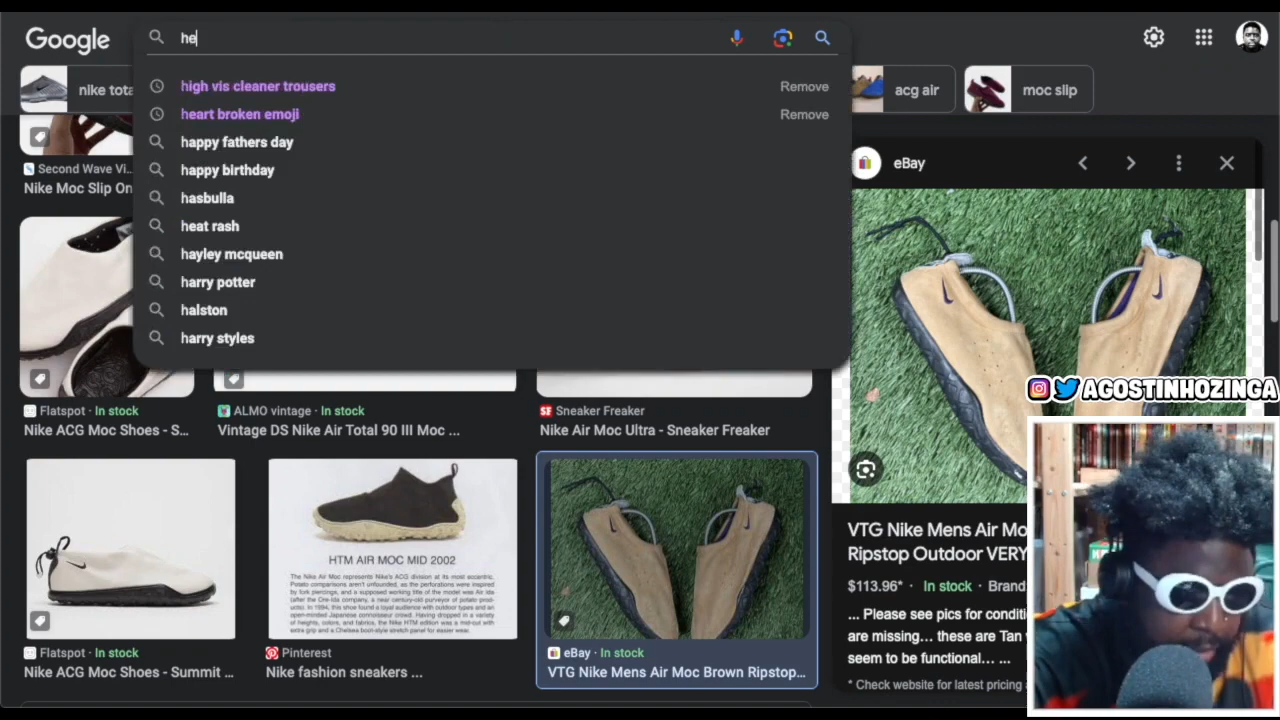 Google
he
high vis cleaner trousers
Remove
heart broken emoji
Remove
happy fathers day
happy birthday
hasbulla
heat rash
hayley mcqueen
harry potter
halston
harry styles
nike tota
acg air
moc slip
Second Wave Vi...
Nike Moc Slip On
Flatspot · In stock
Nike ACG Moc Shoes - S...
ALMO vintage · In stock
Vintage DS Nike Air Total 90 III Moc ...
SF Sneaker Freaker
Nike Air Moc Ultra - Sneaker Freaker
Flatspot · In stock
Nike ACG Moc Shoes - Summit ...
HTM AIR MOC MID 2002
Pinterest
Nike fashion sneakers ...
eBay · In stock
VTG Nike Mens Air Moc Brown Ripstop...
eBay
VTG Nike Mens Air Mo
Ripstop Outdoor VERY
$113.96* · In stock · Brand
... Please see pics for conditi
are missing... these are Tan
seem to be functional... ...
* Check website for latest pricing a
AGOSTINHOZINGA